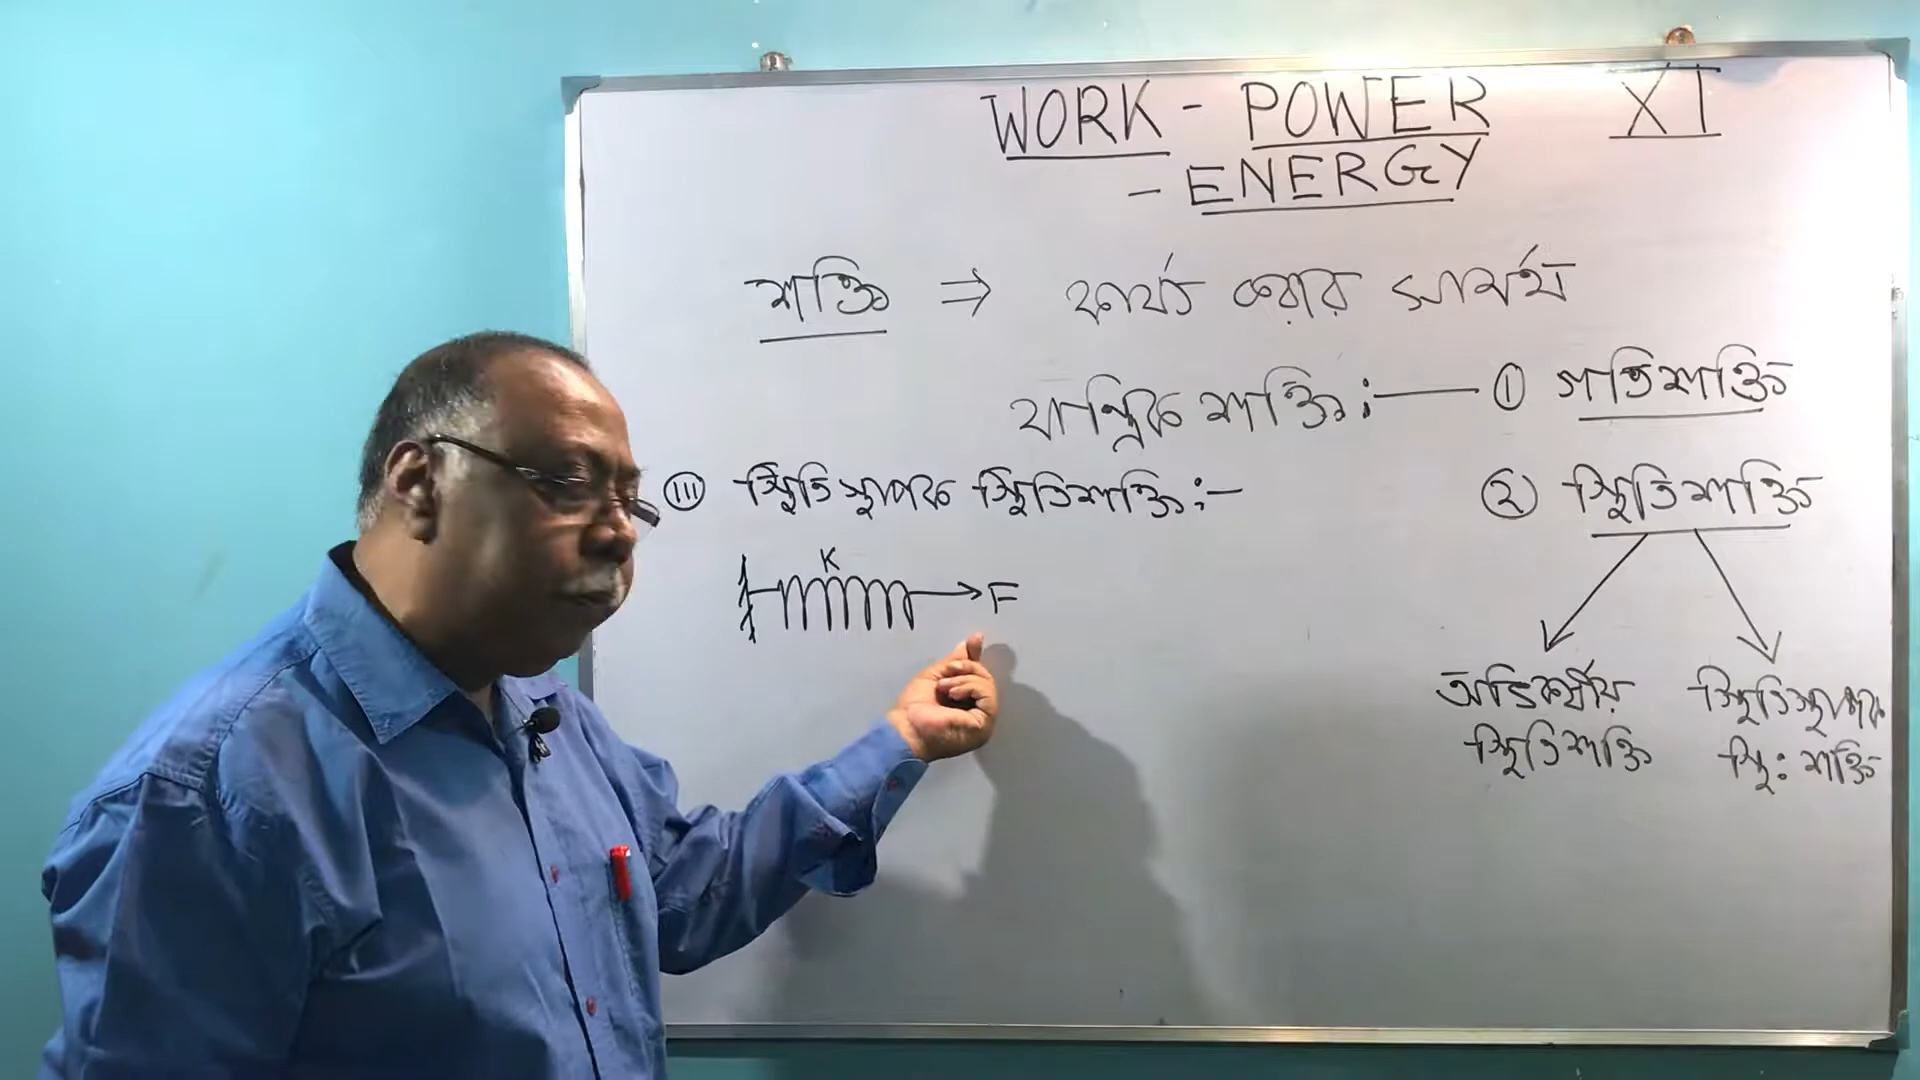 WORK - POWER XI
- ENERGY
শক্তি ⇒ কার্য্য করার সামর্থ্য
যান্ত্রিক শক্তি :— ① গতিশক্তি
② স্থিতিশক্তি
অভিকর্ষীয় স্থিতিস্থাপক
স্থিতিশক্তি স্থি: শক্তি
(III) স্থিতিস্থাপক স্থিতিশক্তি :-
K
F